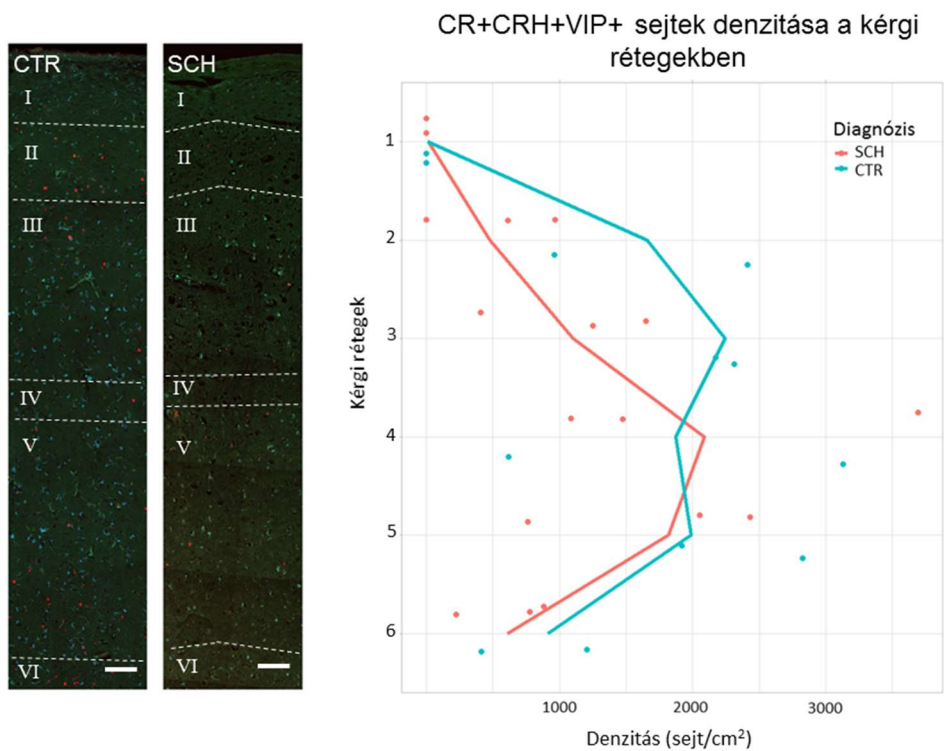 CR+CRH+VIP+ sejtek denzitása a kérgi
rétegekben
CTR
I
II
III
IV
V
VI
SCH
I
II
III
IV
V
VI
Kérgi rétegek
1
2
3
4
5
6
Diagnózis
SCH
CTR
1000
2000
3000
Denzitás (sejt/cm²)